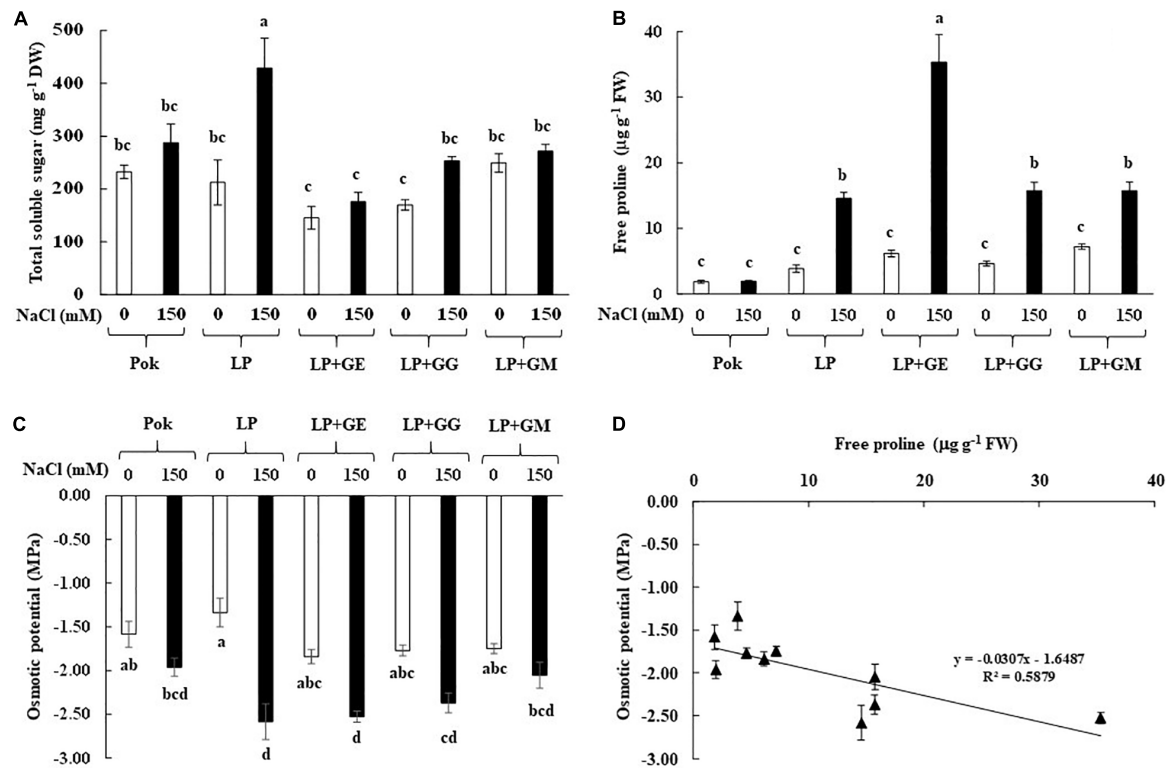 A
Total soluble sugar (mg g-1 DW)
500
400
300
200
100
0
bc bc bc a c c c bc bc bc
NaCl (mM) 0 150 0 150 0 150 0 150 0 150
Pok LP LP+GE LP+GG LP+GM
B
Free proline (μg g-1 FW)
40
30
20
10
0
c c c b c a c b c b
NaCl (mM) 0 150 0 150 0 150 0 150 0 150
Pok LP LP+GE LP+GG LP+GM
C
Pok LP LP+GE LP+GG LP+GM
NaCl (mM) 0 150 0 150 0 150 0 150 0 150
Osmotic potential (MPa)
0.00
-0.50
-1.00
-1.50
-2.00
-2.50
-3.00
ab bcd a d abc d abc cd abc bcd
D
Free proline (μg g-1 FW)
0 10 20 30 40
Osmotic potential (MPa)
0.00
-0.50
-1.00
-1.50
-2.00
-2.50
-3.00
y = -0.0307x - 1.6487
R² = 0.5879